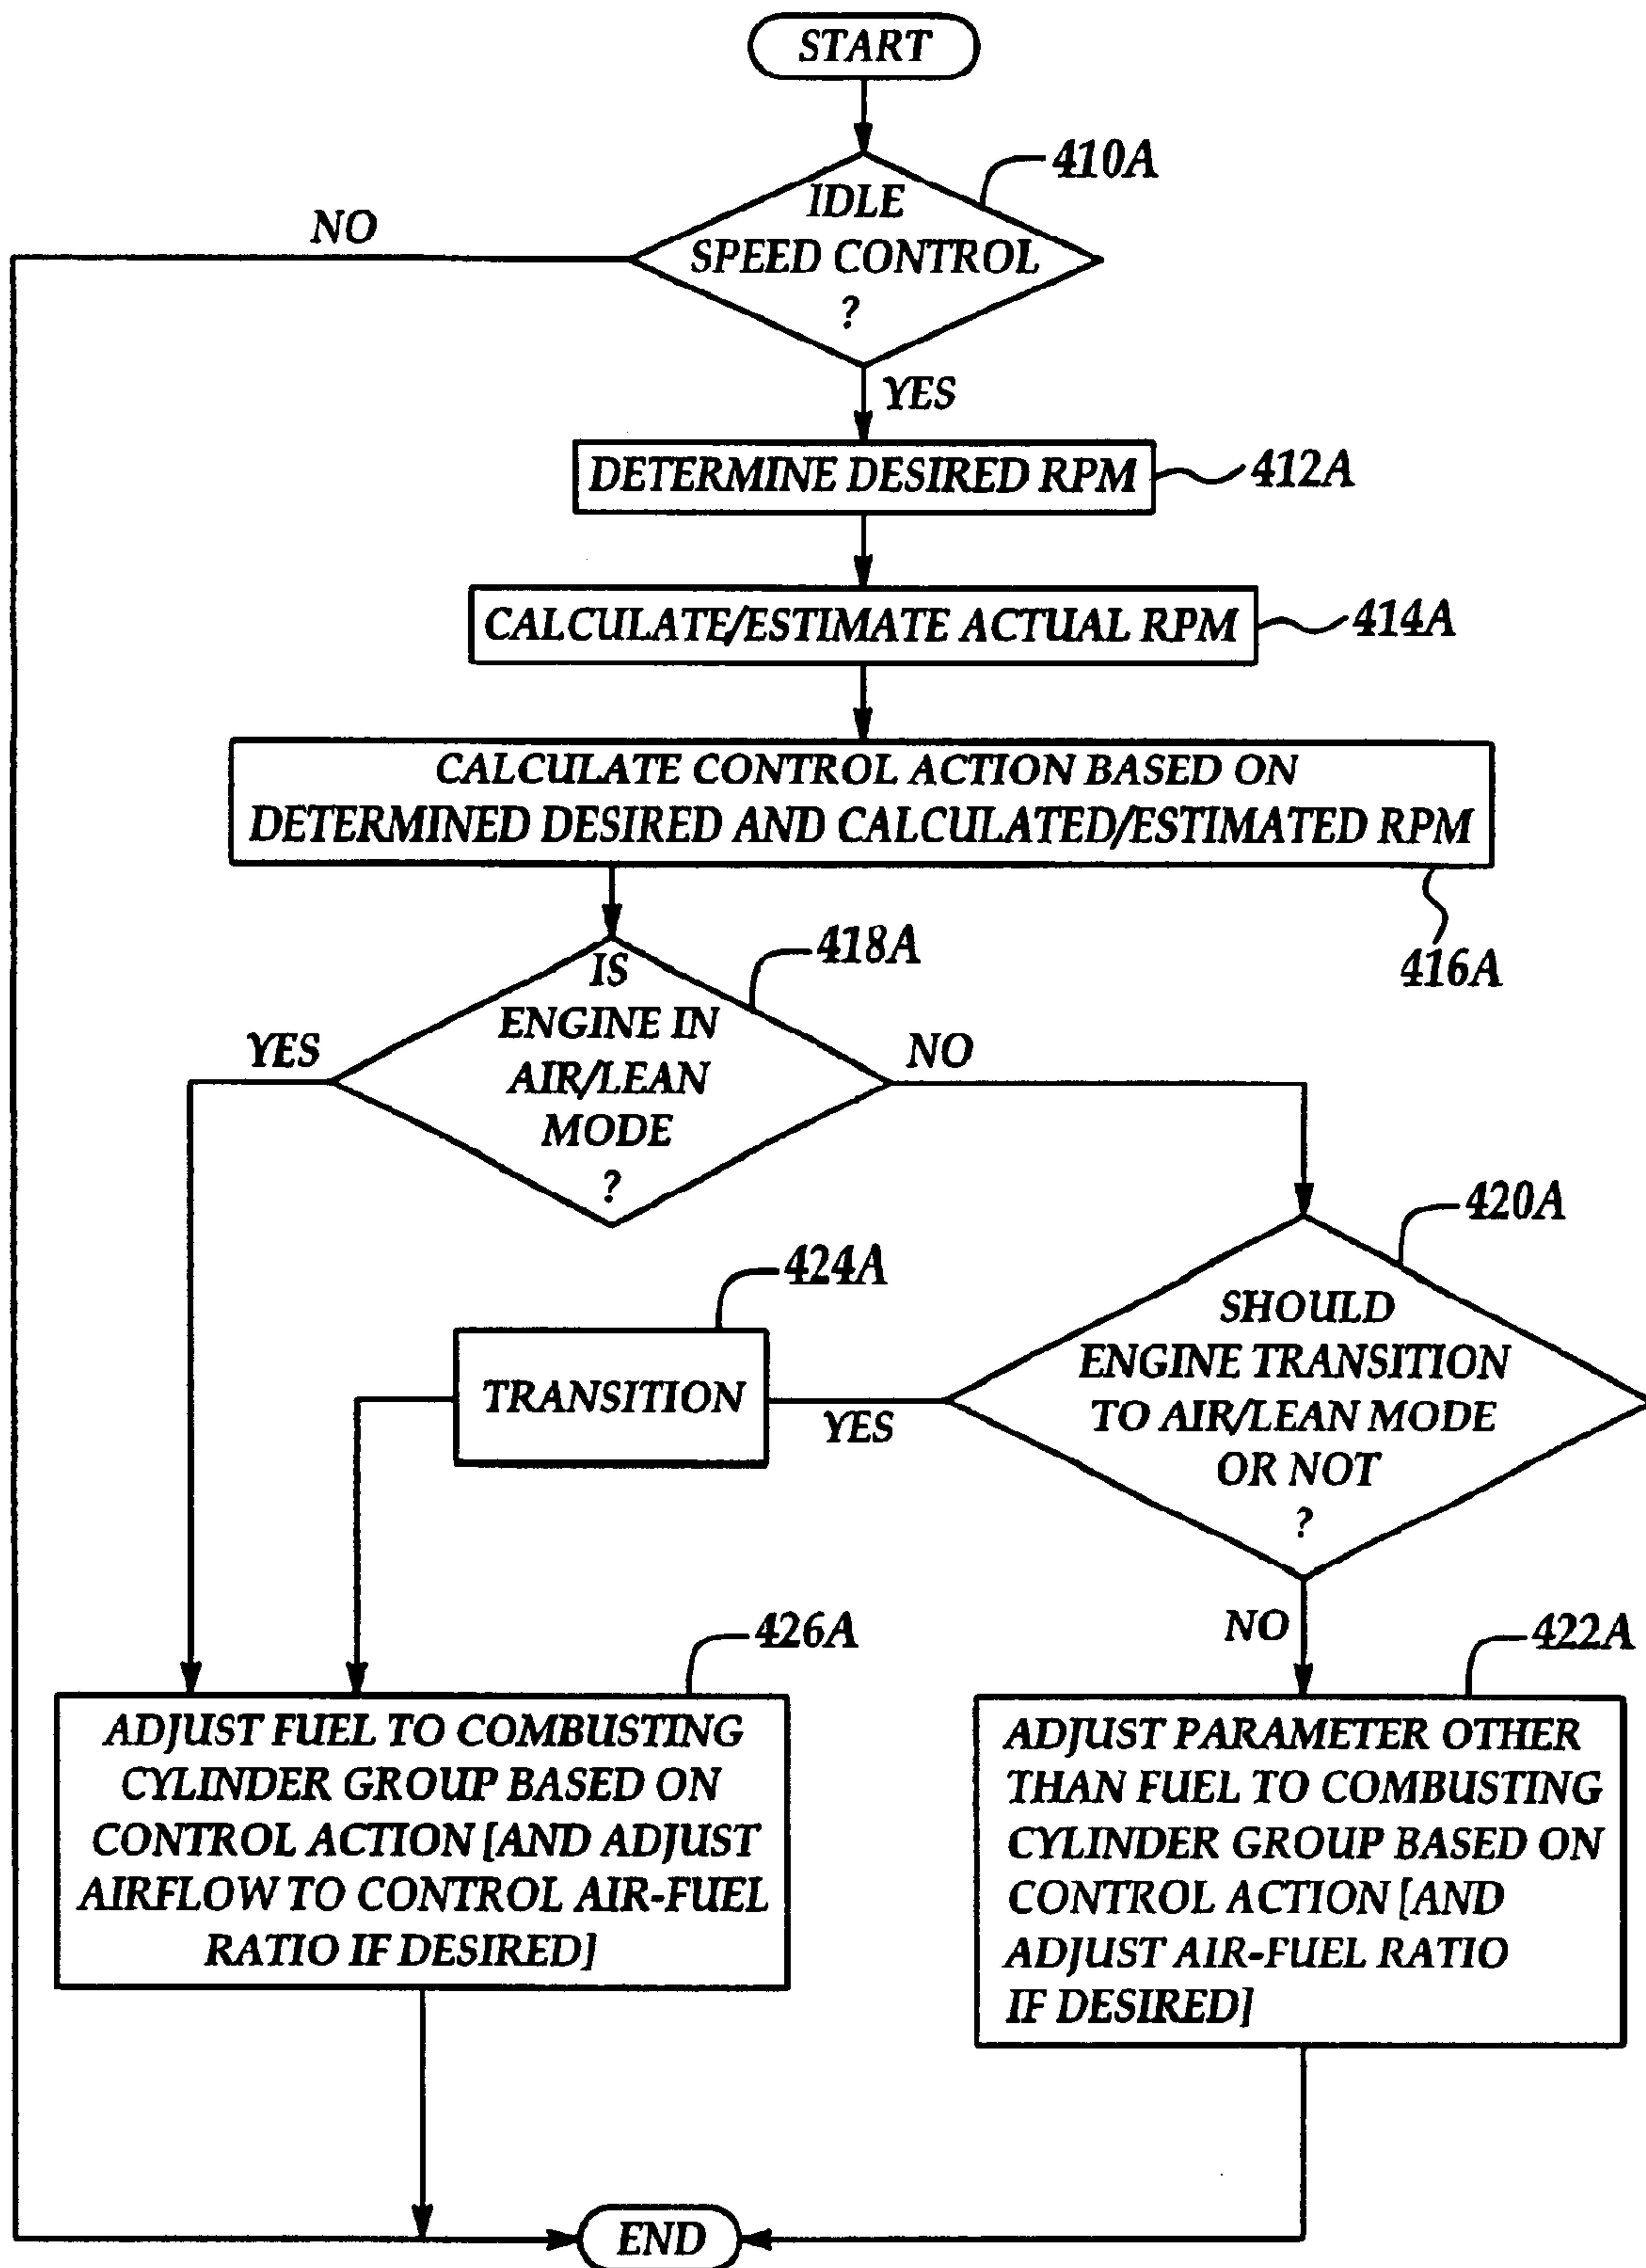 START
410A
IDLE
SPEED CONTROL
?
NO
YES
DETERMINE DESIRED RPM
412A
CALCULATE/ESTIMATE ACTUAL RPM
414A
CALCULATE CONTROL ACTION BASED ON
DETERMINED DESIRED AND CALCULATED/ESTIMATED RPM
416A
418A
IS
ENGINE IN
AIR/LEAN
MODE
?
YES
NO
420A
SHOULD
ENGINE TRANSITION
TO AIR/LEAN MODE
OR NOT
?
424A
TRANSITION
YES
NO
426A
ADJUST FUEL TO COMBUSTING
CYLINDER GROUP BASED ON
CONTROL ACTION [AND ADJUST
AIRFLOW TO CONTROL AIR-FUEL
RATIO IF DESIRED]
422A
ADJUST PARAMETER OTHER
THAN FUEL TO COMBUSTING
CYLINDER GROUP BASED ON
CONTROL ACTION [AND
ADJUST AIR-FUEL RATIO
IF DESIRED]
END